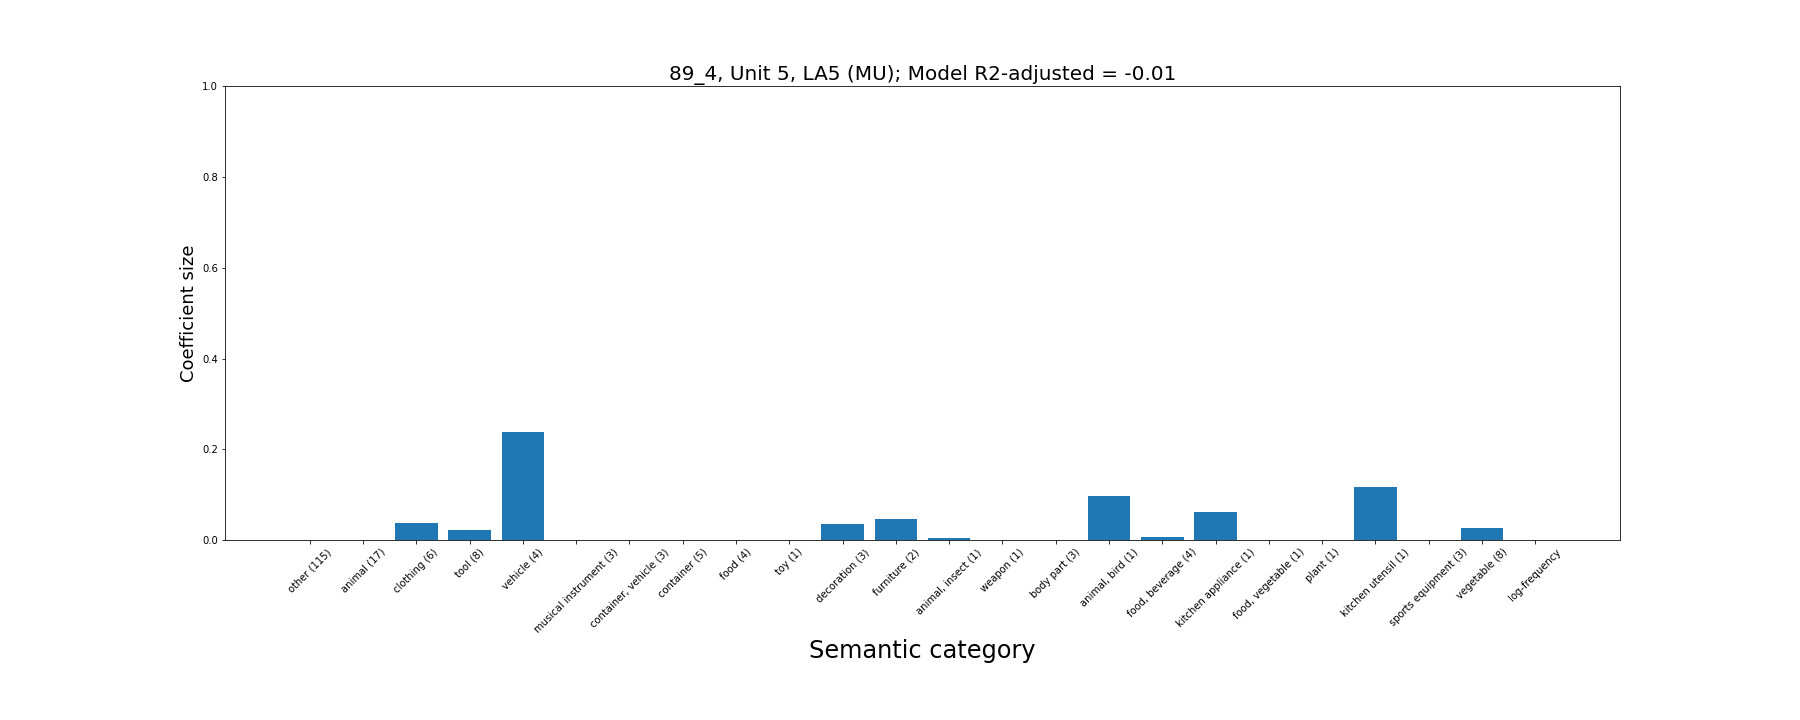 89_4, Unit 5, LA5 (MU); Model R2-adjusted = -0.01
1.0
0.8
0.6
0.4
0.2
0.0
Coefficient size
other (115)
animal (17)
clothing (6)
tool (8)
vehicle (4)
musical instrument (3)
container, vehicle (3)
container (5)
food (4)
toy (1)
decoration (3)
furniture (2)
animal, insect (1)
weapon (1)
body part (3)
animal, bird (1)
food, beverage (4)
kitchen appliance (1)
food, vegetable (1)
plant (1)
kitchen utensil (1)
sports equipment (3)
vegetable (8)
log-frequency
Semantic category